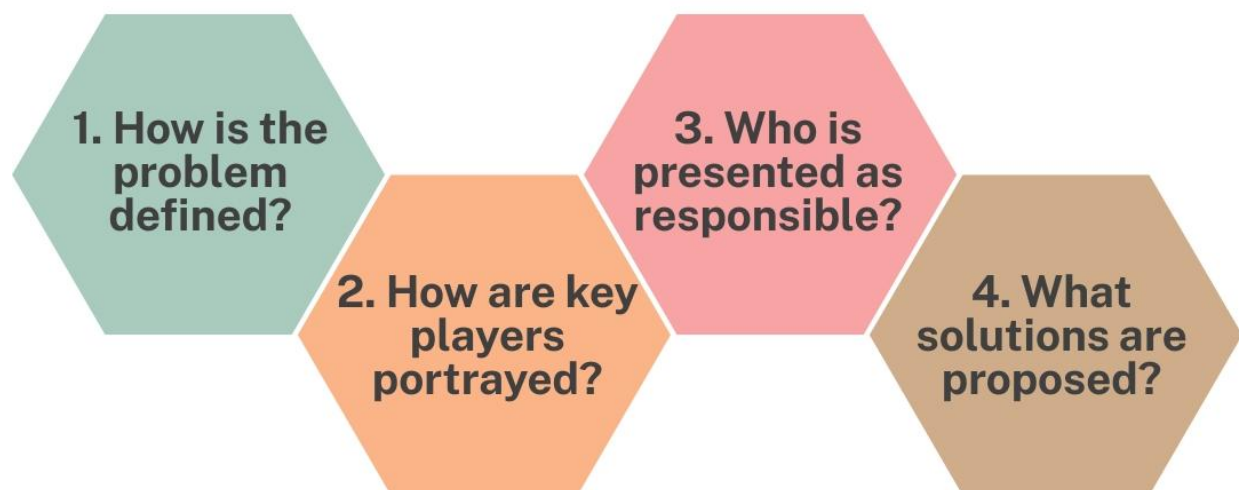 1. How is the
problem
defined?
2. How are key
players
portrayed?
3. Who is
presented as
responsible?
4. What
solutions are
proposed?